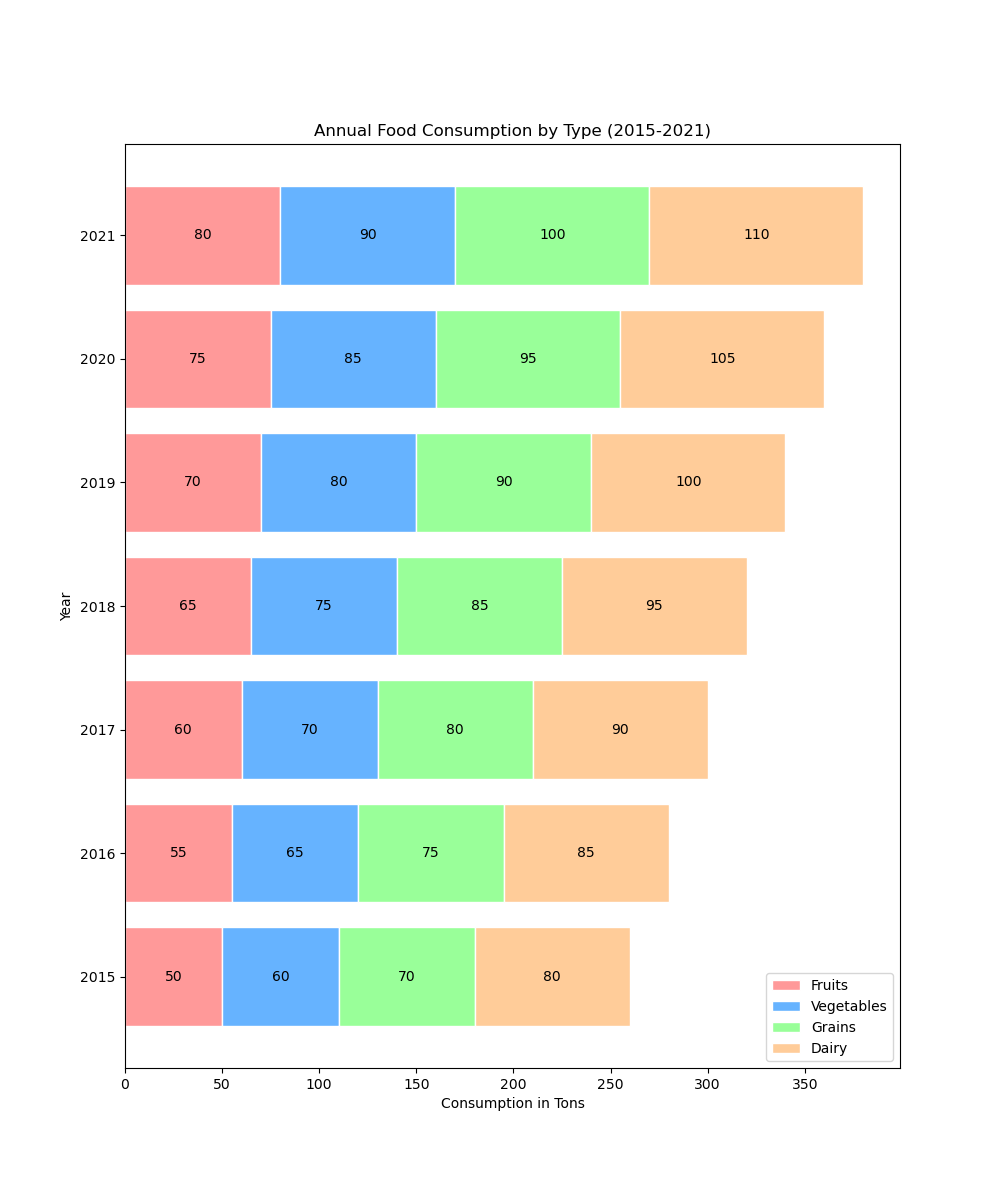 Annual Food Consumption by Type (2015-2021)
2021 80 90 100 110
2020 75 85 95 105
2019 70 80 90 100
2018 65 75 85 95
Year
2017 60 70 80 90
2016 55 65 75 85
2015 50 60 70 80
Fruits
Vegetables
Grains
Dairy
0 50 100 150 200 250 300 350
Consumption in Tons